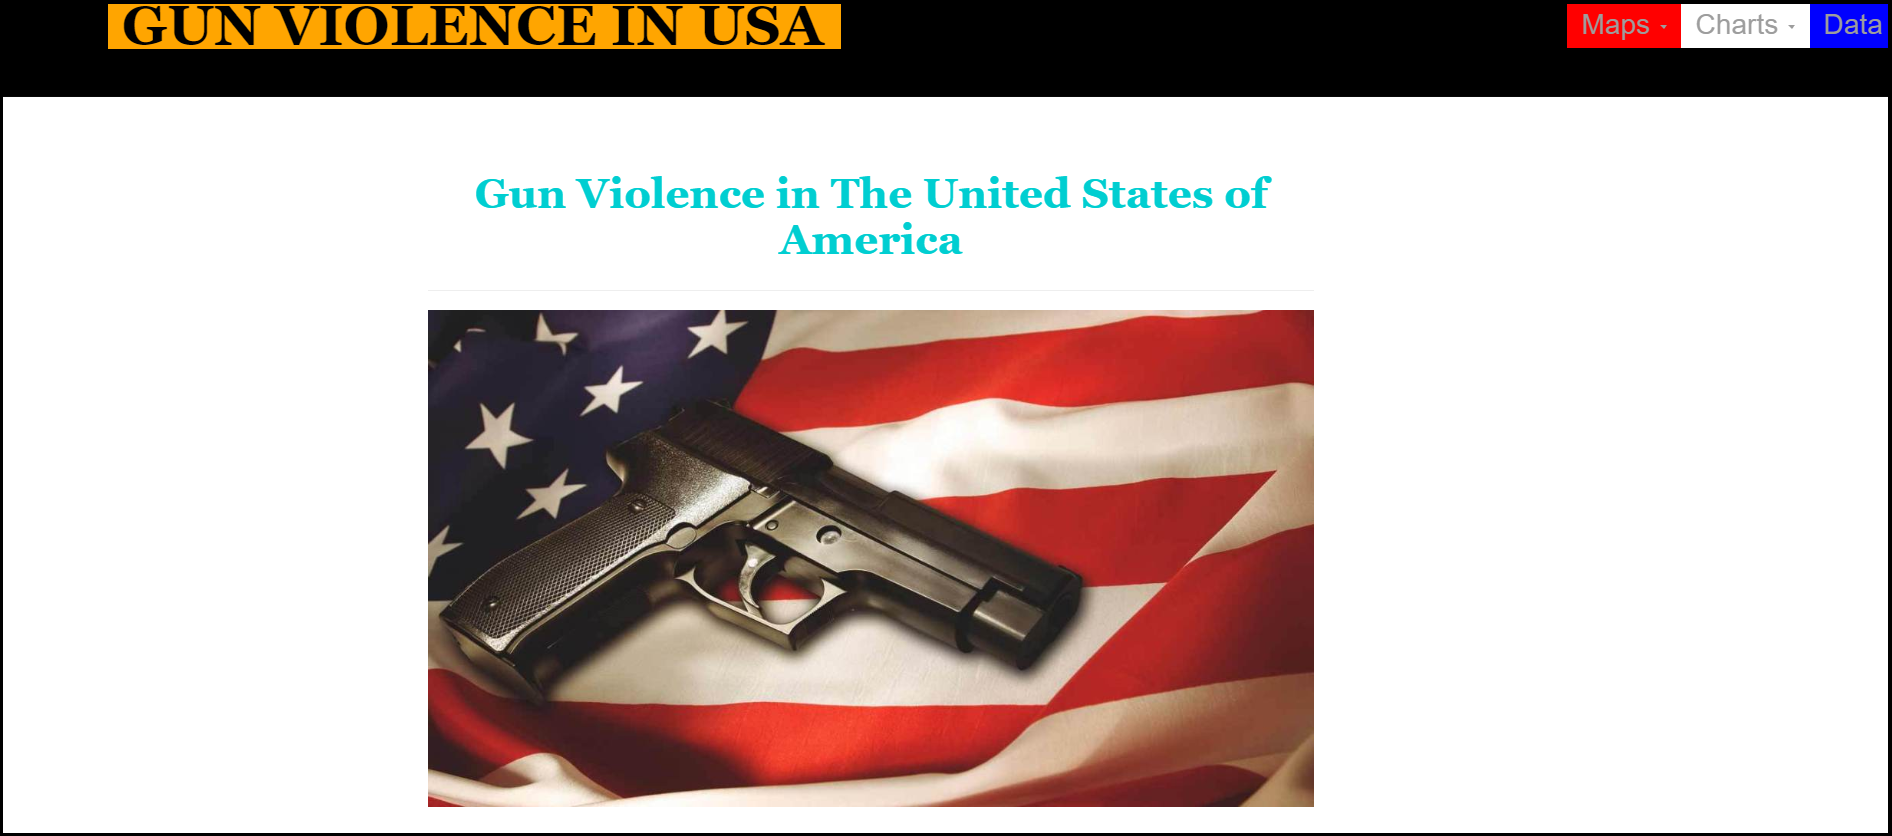 GUN VIOLENCE IN USA
Maps
Charts
Data
Gun Violence in The United States of
America